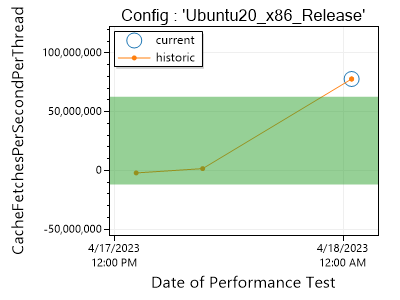 Config : 'Ubuntu20_x86_Release'
current
historic
CacheFetchesPerSecondPerThread
100,000,000
50,000,000
0
-50,000,000
4/17/2023
12:00 PM
4/18/2023
12:00 AM
Date of Performance Test